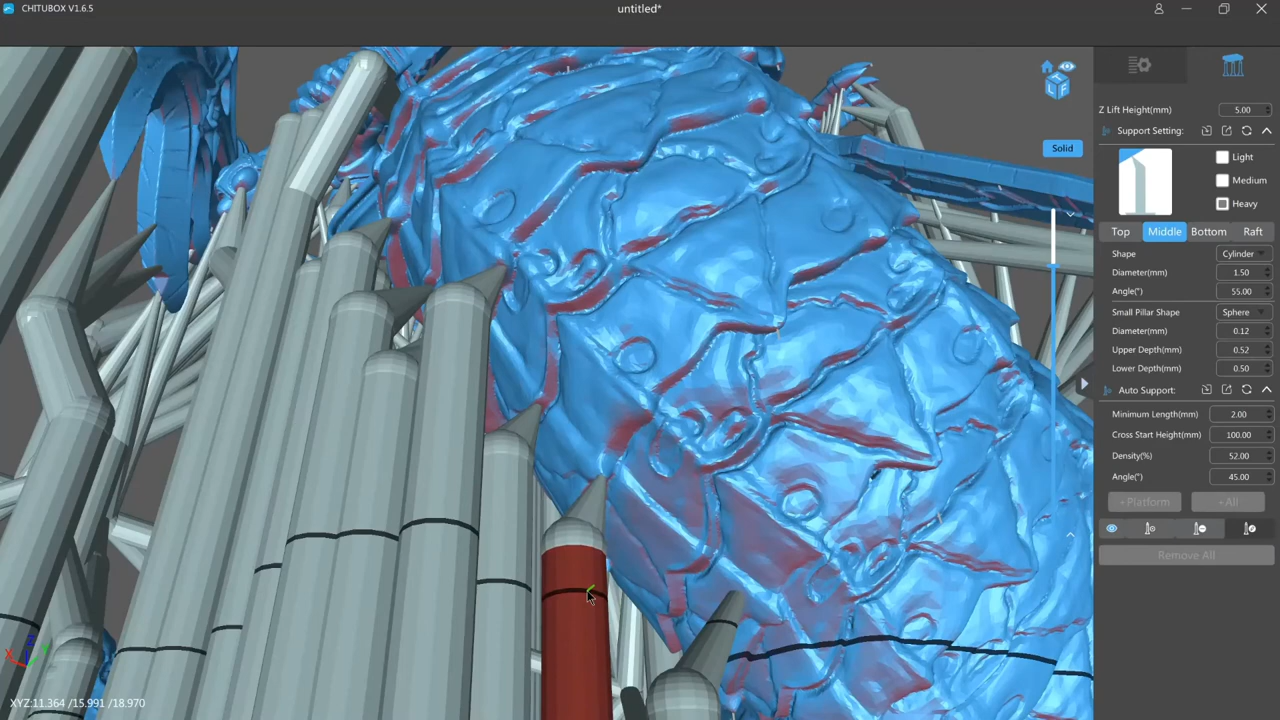 CHITUBOX V1.6.5
untitled*
Z Lift Height(mm) 5.00
Support Setting:
Light
Medium
Heavy
Solid
Top Middle Bottom Raft
Shape Cylinder
Diameter(mm) 1.50
Angle(°) 55.00
Small Pillar Shape Sphere
Diameter(mm) 0.12
Upper Depth(mm) 0.52
Lower Depth(mm) 0.50
Auto Support:
Minimum Length(mm) 2.00
Cross Start Height(mm) 100.00
Density(%) 52.00
Angle(°) 45.00
+Platform +All
Remove All
X Y Z
XYZ:11.364 /15.991 /18.970